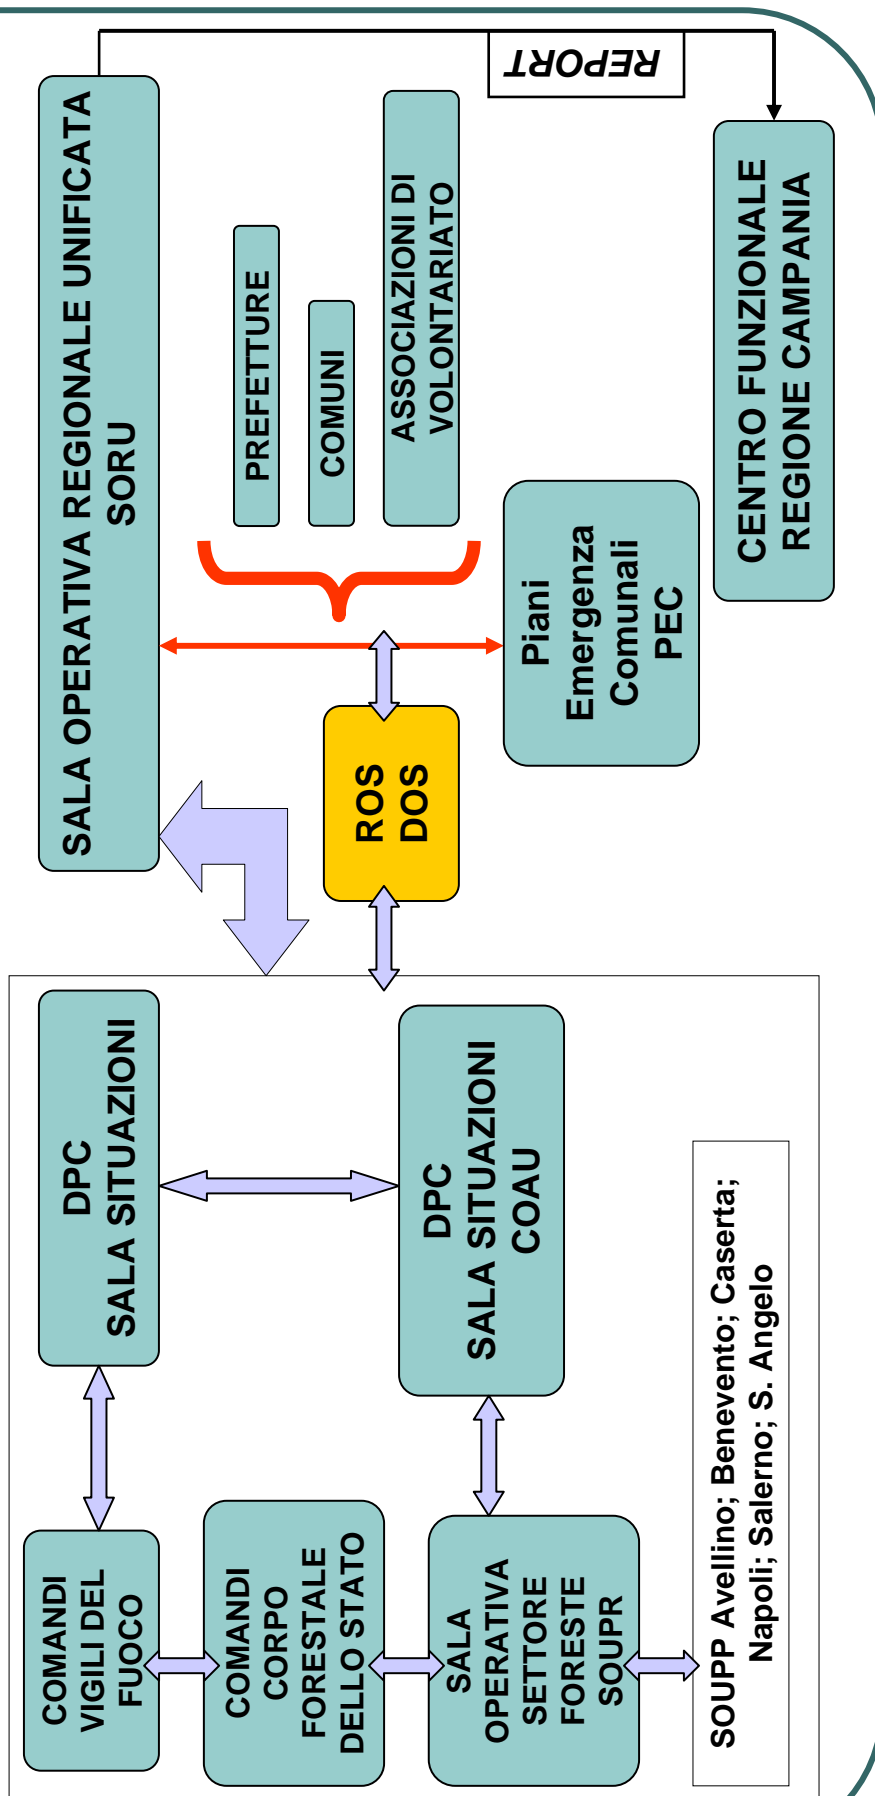 COMANDI
VIGILI DEL
FUOCO
DPC
SALA SITUAZIONI
SALA OPERATIVA REGIONALE UNIFICATA
SORU
COMANDI
CORPO
FORESTALE
DELLO STATO
PREFETTURE
COMUNI
ASSOCIAZIONI DI
VOLONTARIATO
ROS
DOS
SALA
OPERATIVA
SETTORE
FORESTE
SOUPR
DPC
SALA SITUAZIONI
COAU
Piani
Emergenza
Comunali
PEC
REPORT
SOUPP Avellino; Benevento; Caserta;
Napoli; Salerno; S. Angelo
CENTRO FUNZIONALE
REGIONE CAMPANIA